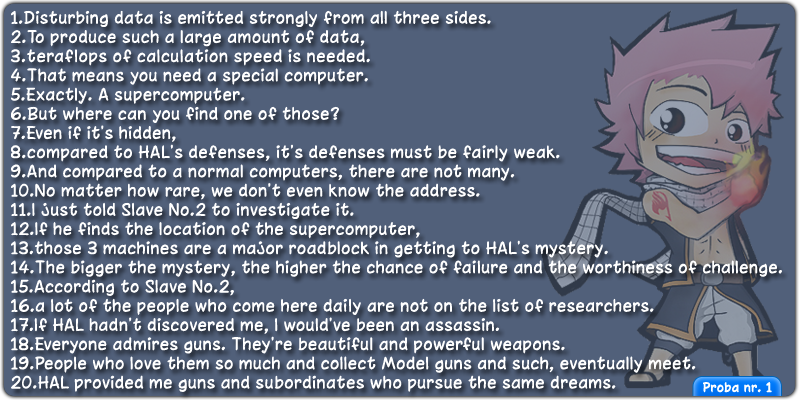 1.Disturbing data is emitted strongly from all three sides.
2.To produce such a large amount of data,
3.teraflops of calculation speed is needed.
4.That means you need a special computer.
5.Exactly. A supercomputer.
6.But where can you find one of those?
7.Even if it's hidden,
8.compared to HAL's defenses, it's defenses must be fairly weak.
9.And compared to a normal computers, there are not many.
10.No matter how rare, we don't even know the address.
11.I just told Slave No.2 to investigate it.
12.If he finds the location of the supercomputer,
13.those 3 machines are a major roadblock in getting to HAL's mystery.
14.The bigger the mystery, the higher the chance of failure and the worthiness of challenge.
15.According to Slave No.2,
16.a lot of the people who come here daily are not on the list of researchers.
17.If HAL hadn't discovered me, I would've been an assassin.
18.Everyone admires guns. They're beautiful and powerful weapons.
19.People who love them so much and collect Model guns and such, eventually meet.
20.HAL provided me guns and subordinates who pursue the same dreams.
Proba nr. 1